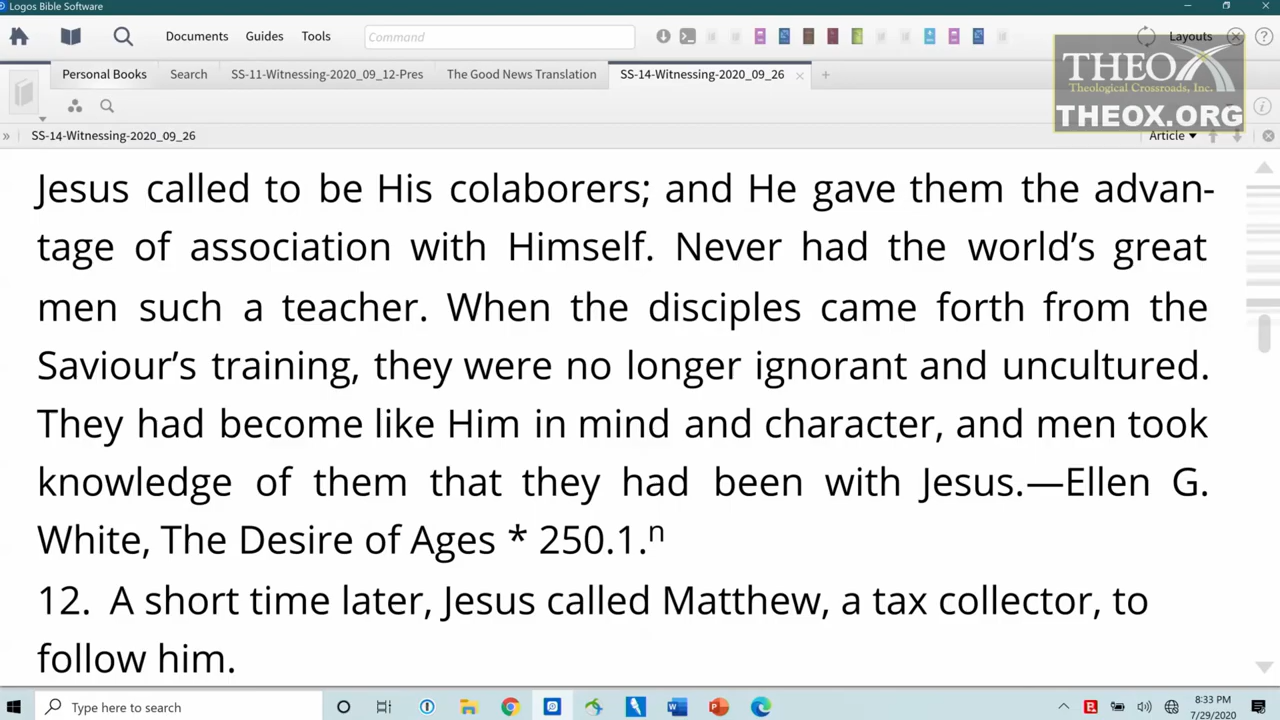 Logos Bible Software
Documents Guides Tools Command Layouts
THEOX
Theological Crossroads, Inc.
THEOX.ORG
Personal Books Search SS-11-Witnessing-2020_09_12-Pres The Good News Translation SS-14-Witnessing-2020_09_26
SS-14-Witnessing-2020_09_26 Article
Jesus called to be His colaborers; and He gave them the advan-
tage of association with Himself. Never had the world’s great
men such a teacher. When the disciples came forth from the
Saviour’s training, they were no longer ignorant and uncultured.
They had become like Him in mind and character, and men took
knowledge of them that they had been with Jesus.—Ellen G.
White, The Desire of Ages * 250.1.ⁿ
12. A short time later, Jesus called Matthew, a tax collector, to
follow him.
Type here to search
8:33 PM
7/29/2020